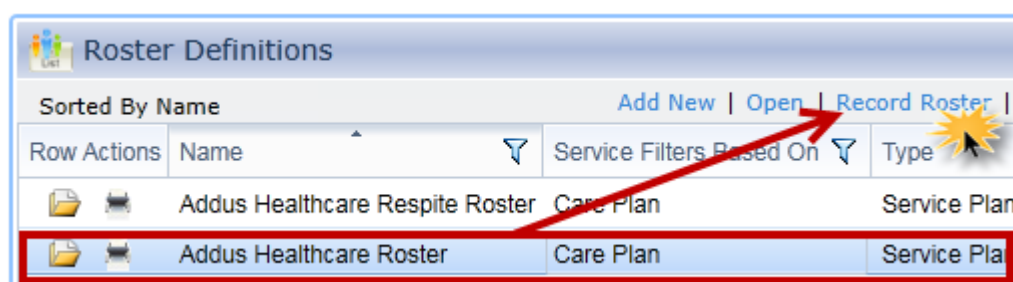 Roster Definitions
Sorted By Name Add New | Open | Record Roster |
Row Actions Name Service Filters Based On Type
Addus Healthcare Respite Roster Care Plan Service Plan
Addus Healthcare Roster Care Plan Service Plan